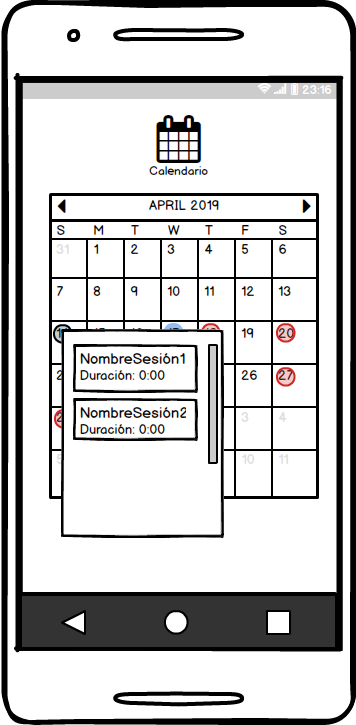 23:16
Calendario
APRIL 2019
S M T W T F S
31 1 2 3 4 5 6
7 8 9 10 11 12 13
19 20
NombreSesión1
Duración: 0:00
26 27
NombreSesión2
Duración: 0:00
3 4
10 11